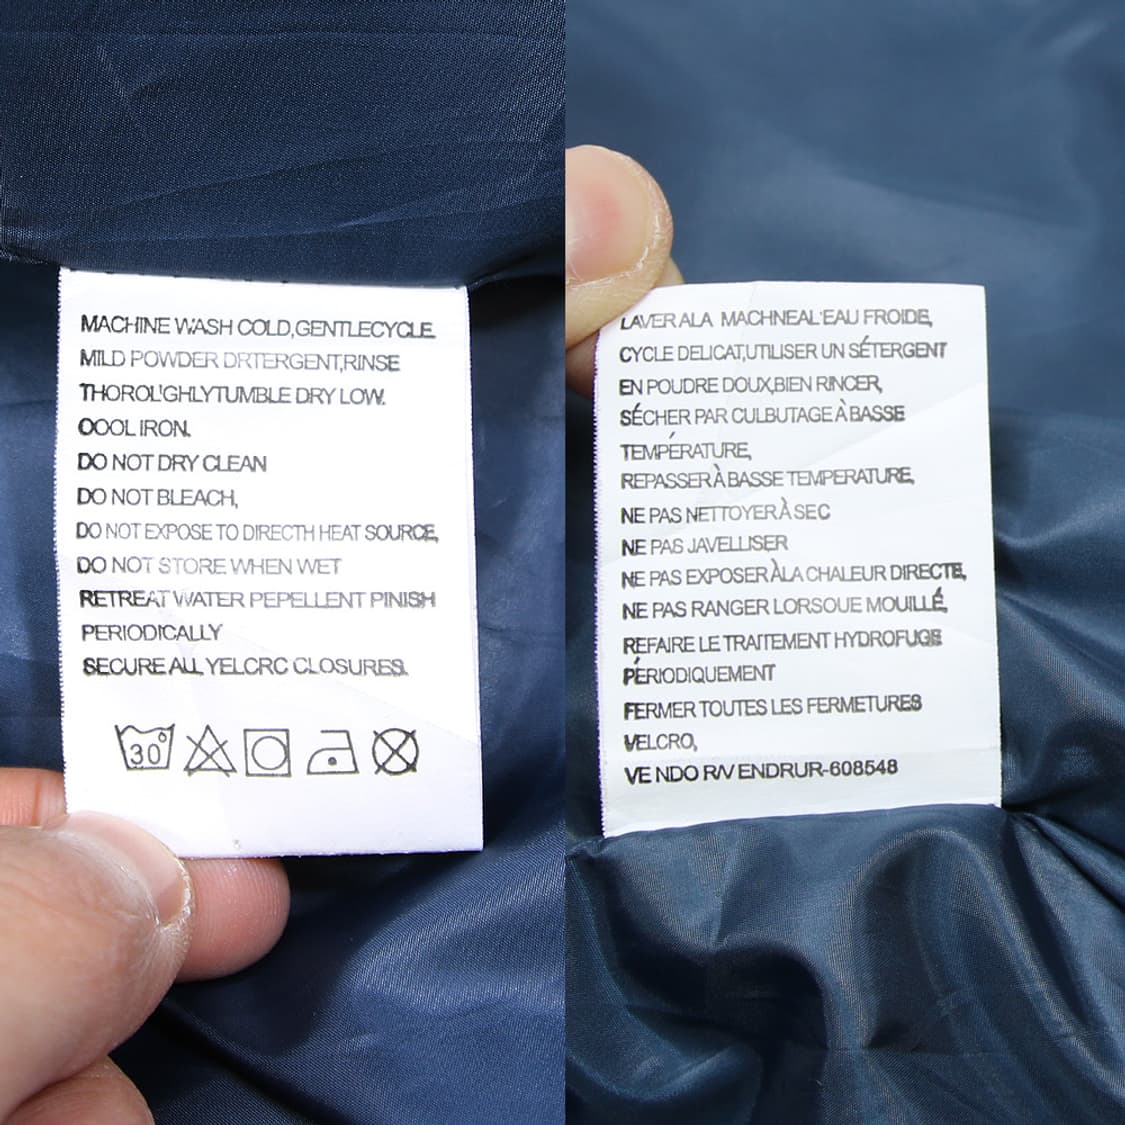 MACHINE WASH COLD,GENTLECYCLE.
MILD POWDER DRTERGENT,RINSE
THOROL'GHLYTUMBLE DRY LOW.
OOOL IRON.
DO NOT DRY CLEAN
DO NOT BLEACH,
DO NOT EXPOSE TO DIRECTH HEAT SOURCE,
DO NOT STORE WHEN WET
RETREAT WATER PEPELLENT PINISH
PERIODICALLY
SECURE ALL YELCRC CLOSURES.
30°
LAVER ALA MACHNEAL'EAU FROIDE,
CYCLE DELICAT,UTILISER UN SÉTERGENT
EN POUDRE DOUX,BIEN RINCER,
SÉCHER PAR CULBUTAGE À BASSE
TEMPÉRATURE,
REPASSER À BASSE TEMPERATURE,
NE PAS NETTOYER À SEC
NE PAS JAVELLISER
NE PAS EXPOSER ÀLA CHALEUR DIRECTE,
NE PAS RANGER LORSOUE MOUILLÉ,
REFAIRE LE TRAITEMENT HYDROFUGE
PÉRIODIQUEMENT
FERMER TOUTES LES FERMETURES
VELCRO,
VE NDO R/V ENDRUR-608548